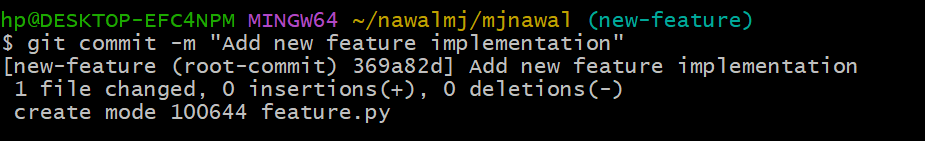 hp@DESKTOP-EFC4NPM MINGW64 ~/nawalmj/mjnawal (new-feature)
$ git commit -m "Add new feature implementation"
[new-feature (root-commit) 369a82d] Add new feature implementation
 1 file changed, 0 insertions(+), 0 deletions(-)
 create mode 100644 feature.py